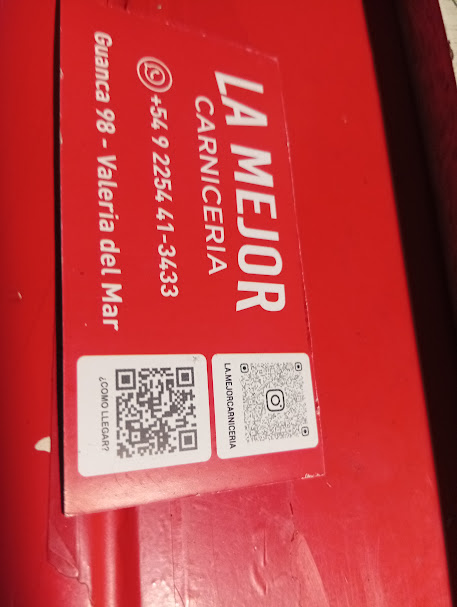 LA MEJOR
CARNICERIA
+54 9 2254 41-3433
Guanca 98 - Valeria del Mar
LA.MEJORCARNICERIA
¿COMO LLEGAR?